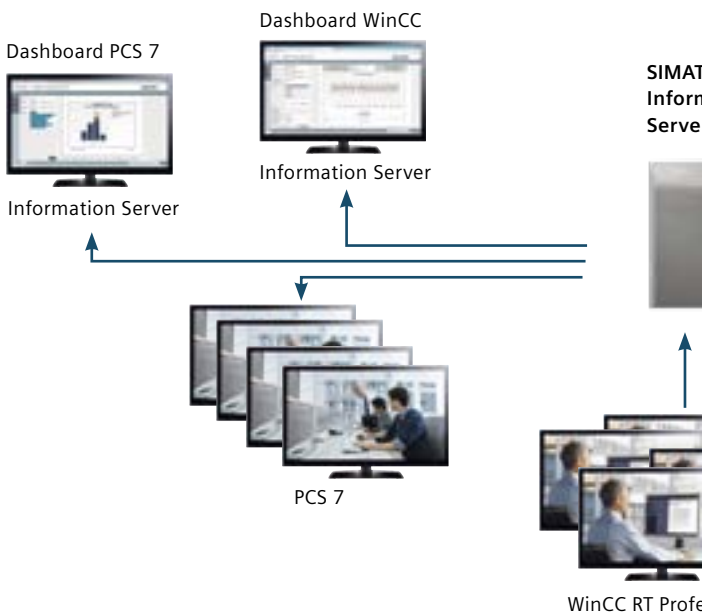 Dashboard WinCC
Dashboard PCS 7
SIMAT
Inform
Serve
Information Server
Information Server
PCS 7
WinCC RT Profe